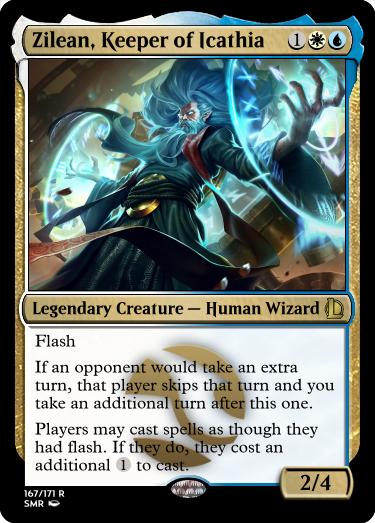 Zilean, Keeper of Icathia 1
Legendary Creature — Human Wizard
Flash
If an opponent would take an extra
turn, that player skips that turn and you
take an additional turn after this one.
Players may cast spells as though they
had flash. If they do, they cost an
additional 1 to cast.
2/4
167/171 R
SMR